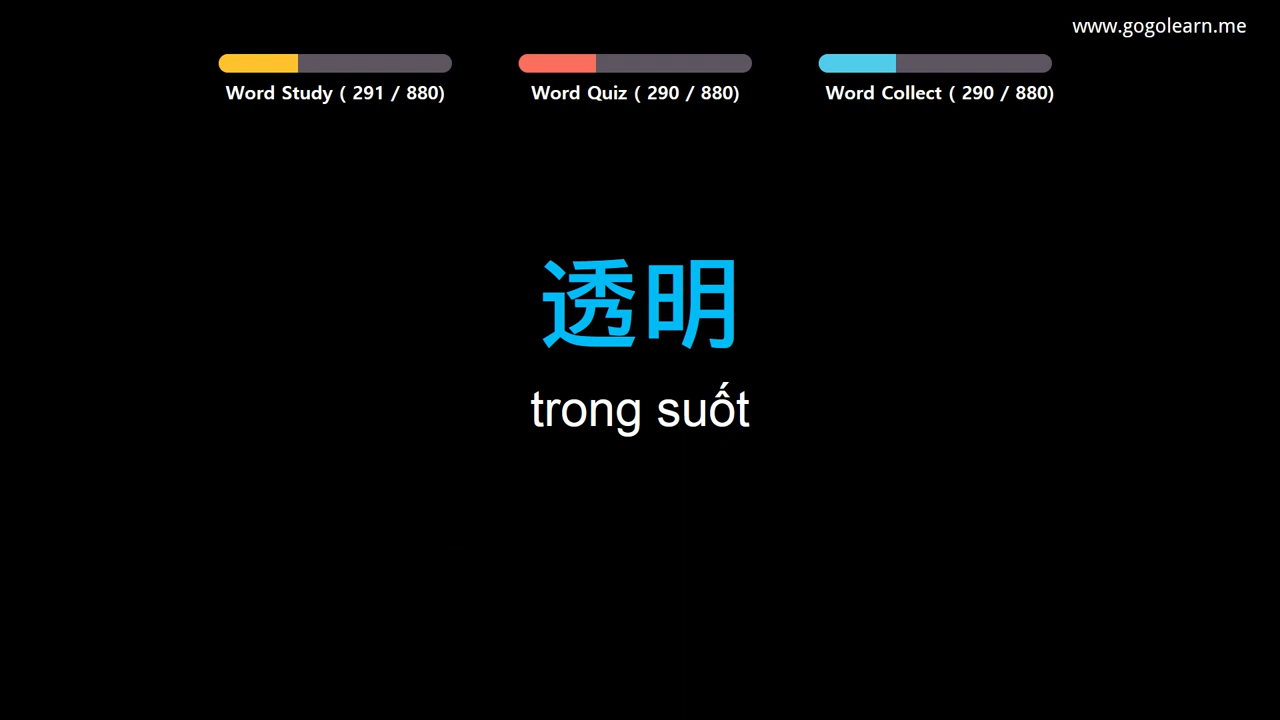 www.gogolearn.me
Word Study ( 291 / 880)
Word Quiz ( 290 / 880)
Word Collect ( 290 / 880)
透明
trong suốt